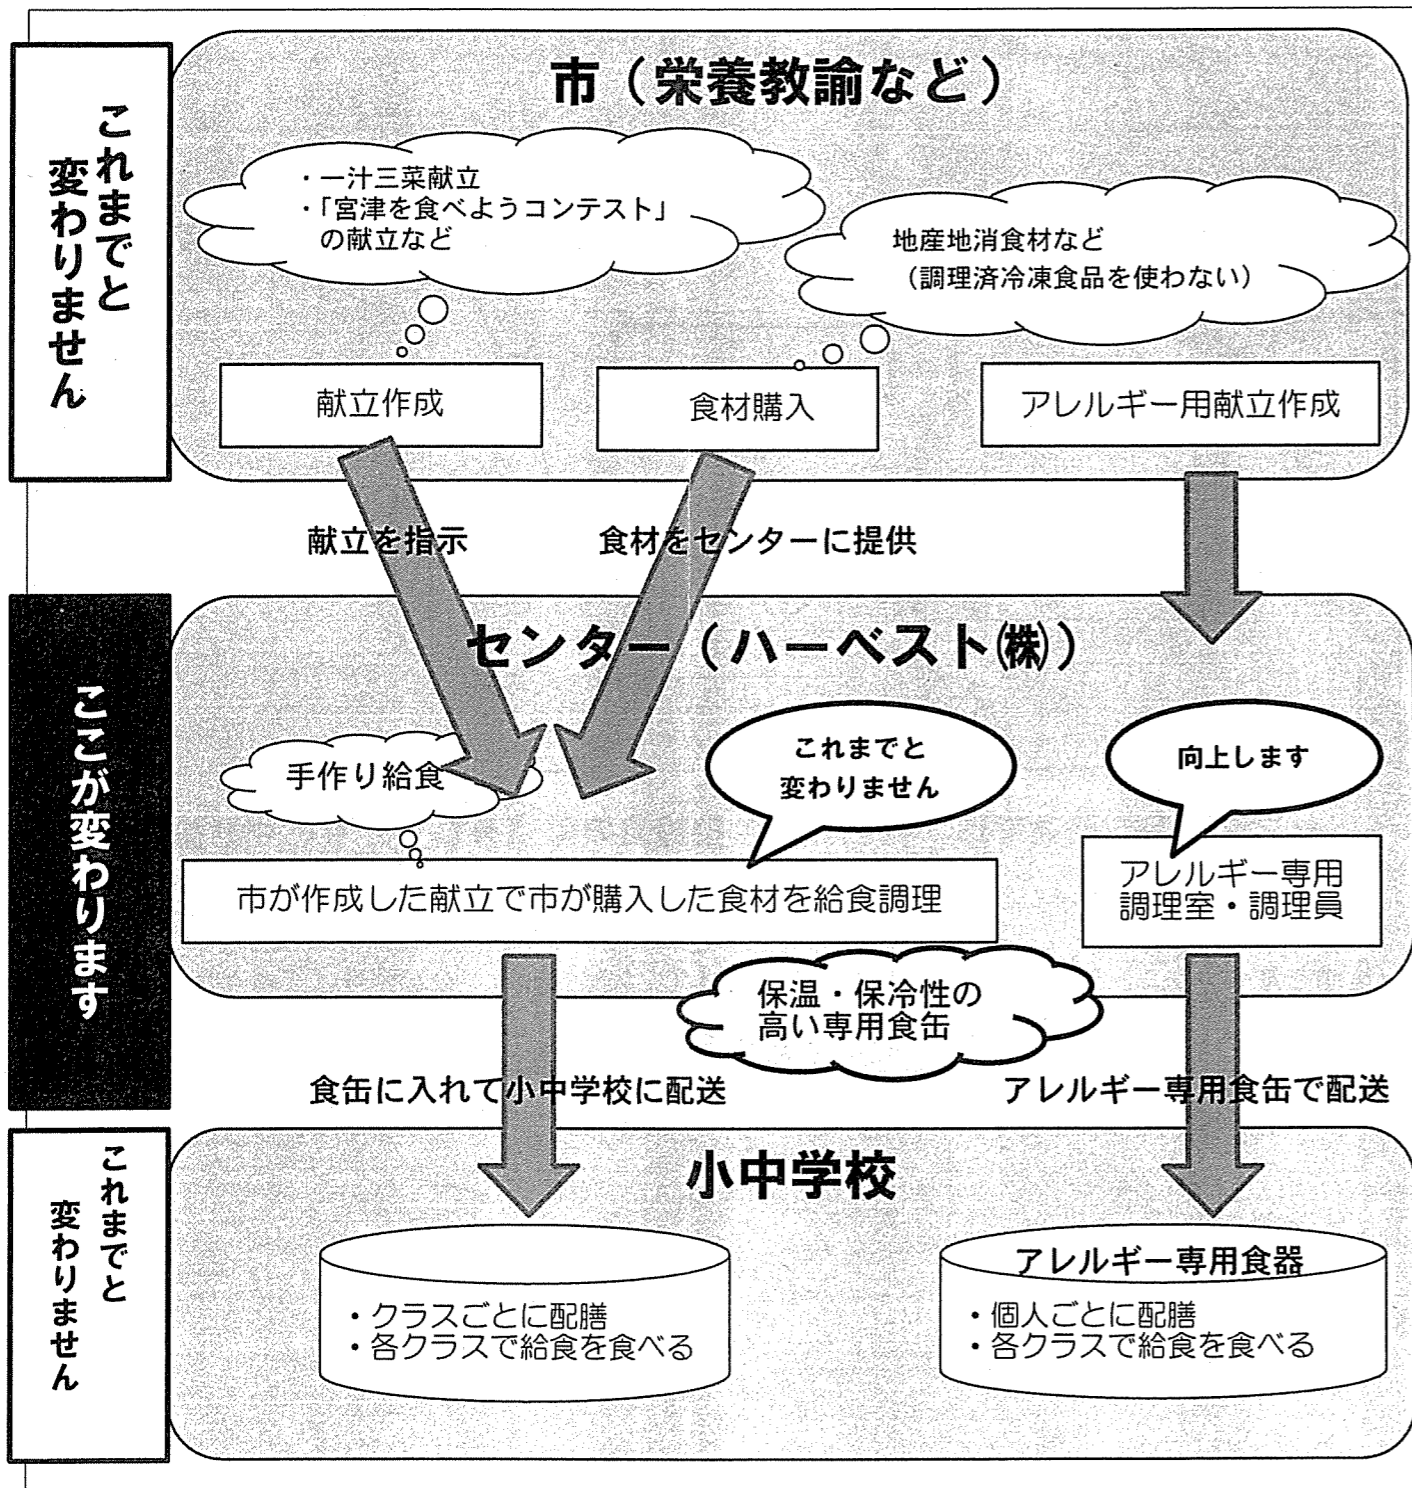 これまでと
変わりません
市（栄養教諭など）
・一汁三菜献立
・「宮津を食べようコンテスト」
の献立など
地産地消食材など
（調理済冷凍食品を使わない）
献立作成
食材購入
アレルギー用献立作成
献立を指示
食材をセンターに提供
ここが変わります
センター（ハーベスト㈱）
手作り給食
これまでと
変わりません
向上します
市が作成した献立で市が購入した食材を給食調理
アレルギー専用
調理室・調理員
保温・保冷性の
高い専用食缶
食缶に入れて小中学校に配送
アレルギー専用食缶で配送
これまでと
変わりません
小中学校
・クラスごとに配膳
・各クラスで給食を食べる
アレルギー専用食器
・個人ごとに配膳
・各クラスで給食を食べる